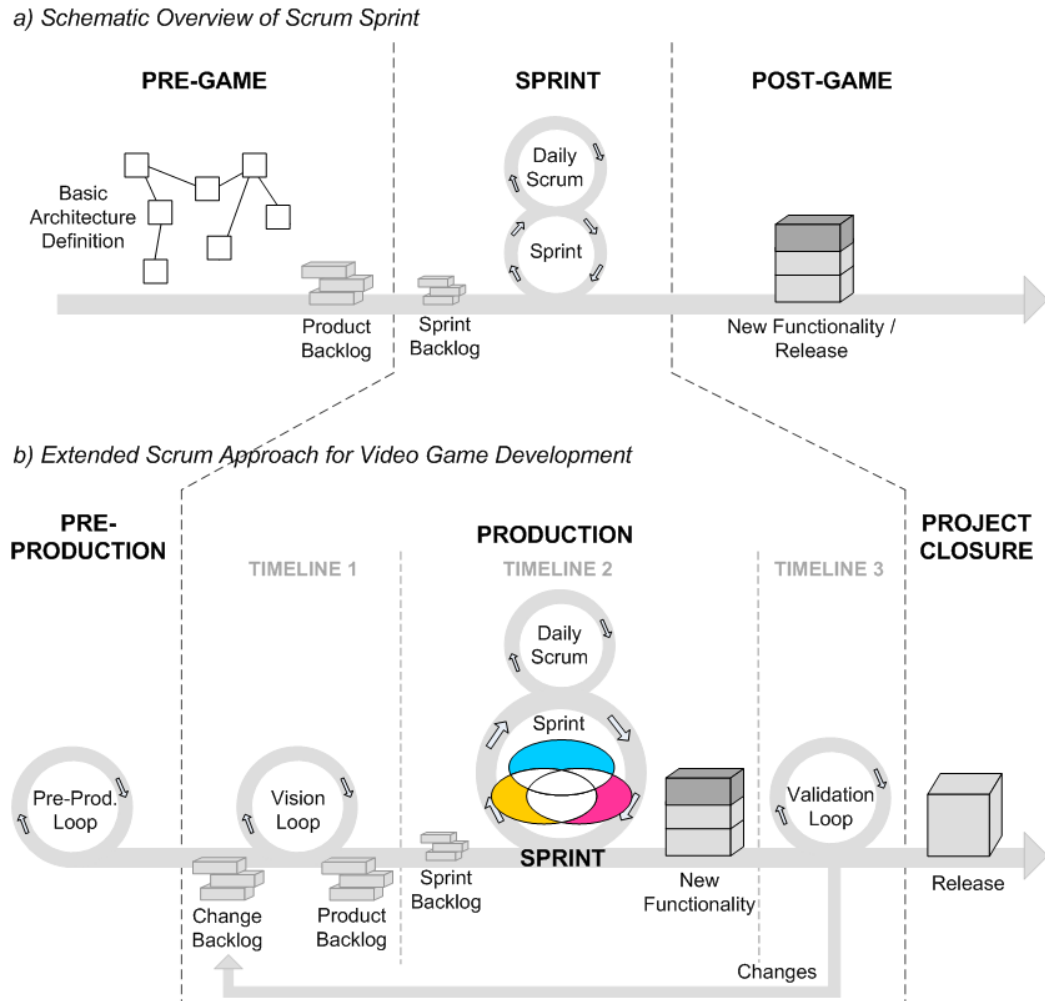 a) Schematic Overview of Scrum Sprint
PRE-GAME
SPRINT
POST-GAME
Daily
Scrum
Basic
Architecture
Definition
Sprint
Product
Backlog
Sprint
Backlog
New Functionality /
Release
b) Extended Scrum Approach for Video Game Development
PRE-
PRODUCTION
PRODUCTION
PROJECT
CLOSURE
TIMELINE 1
TIMELINE 2
TIMELINE 3
Daily
Scrum
Sprint
Pre-Prod.
Loop
Vision
Loop
Validation
Loop
SPRINT
Change
Backlog
Product
Backlog
Sprint
Backlog
New
Functionality
Release
Changes